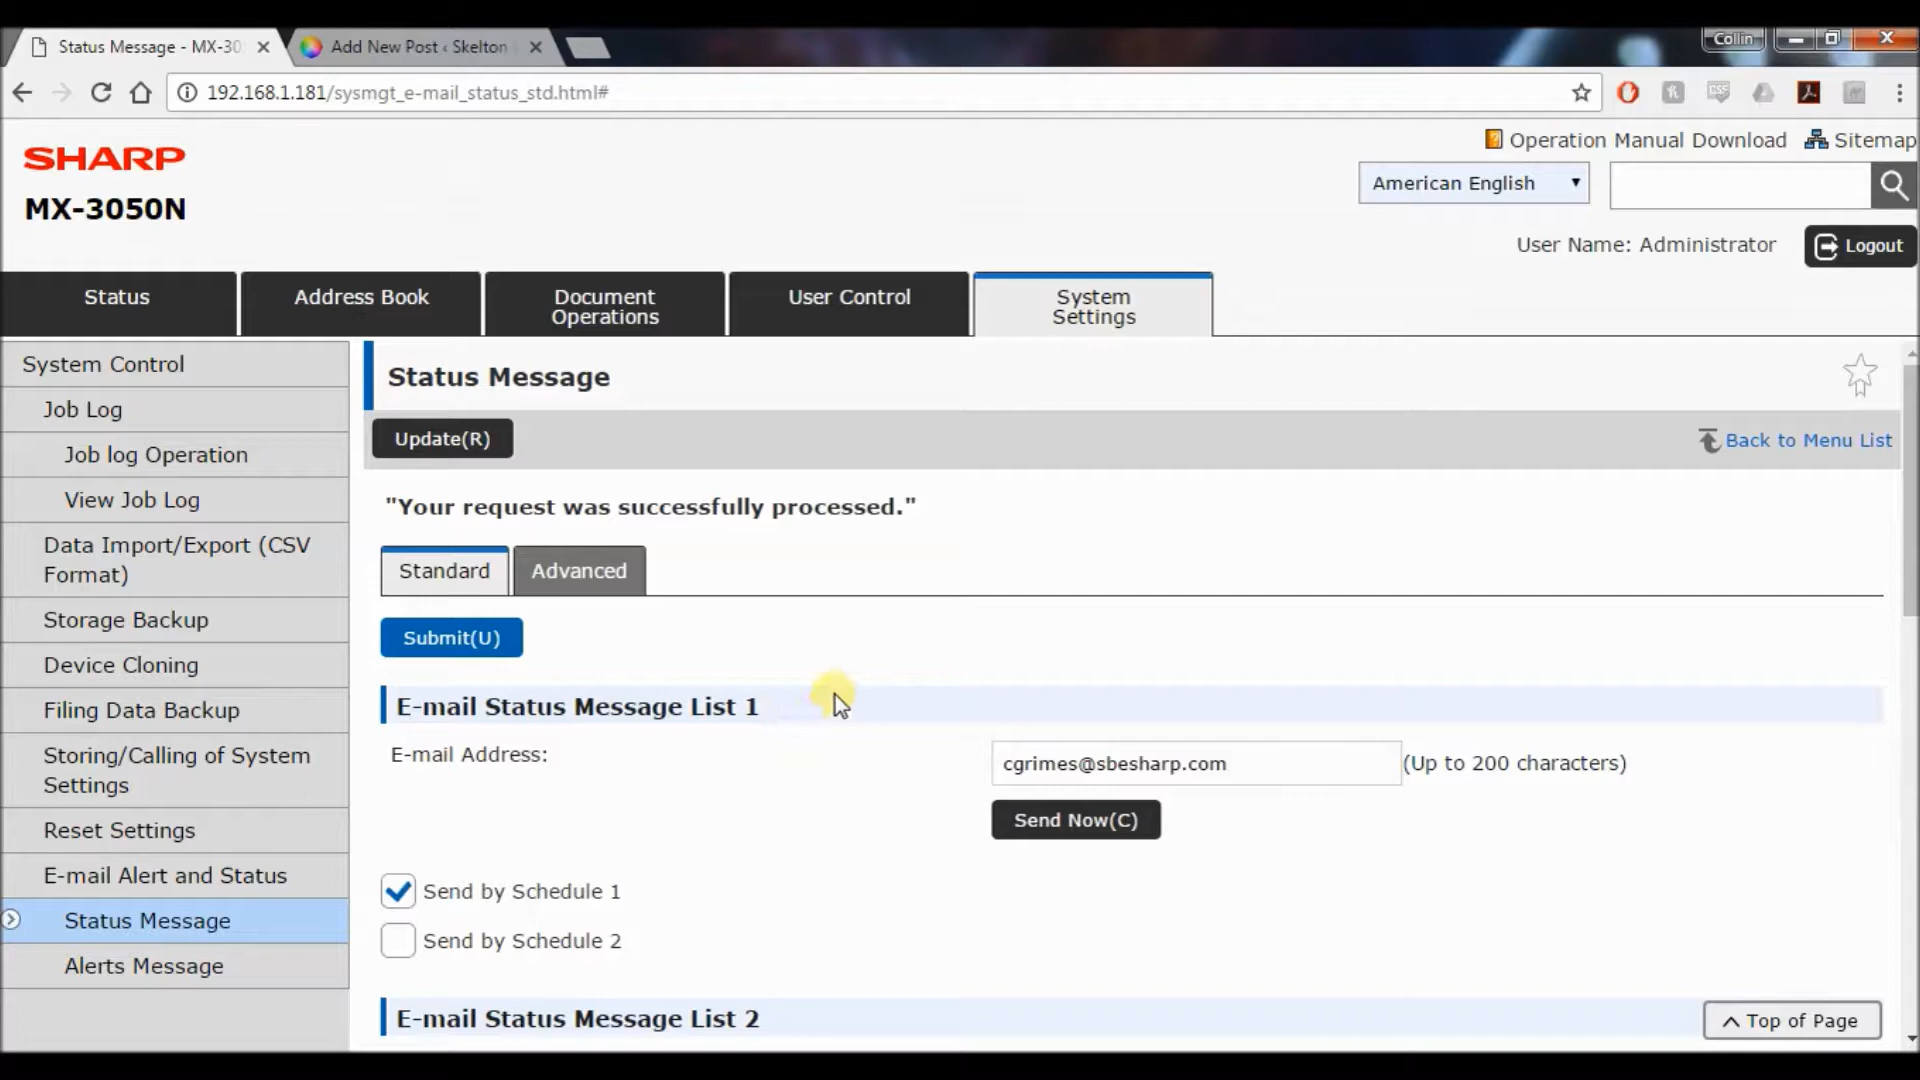 Status Message - MX-30
Add New Post ‹ Skelton
Collin
192.168.1.181/sysmgt_e-mail_status_std.html#
Operation Manual Download
Sitemap
SHARP
MX-3050N
American English
User Name: Administrator
Logout
Status
Address Book
Document
Operations
User Control
System
Settings
System Control
Job Log
Job log Operation
View Job Log
Data Import/Export (CSV
Format)
Storage Backup
Device Cloning
Filing Data Backup
Storing/Calling of System
Settings
Reset Settings
E-mail Alert and Status
Status Message
Alerts Message
Status Message
Update(R)
Back to Menu List
"Your request was successfully processed."
Standard
Advanced
Submit(U)
E-mail Status Message List 1
E-mail Address:
cgrimes@sbesharp.com
(Up to 200 characters)
Send Now(C)
Send by Schedule 1
Send by Schedule 2
E-mail Status Message List 2
Top of Page